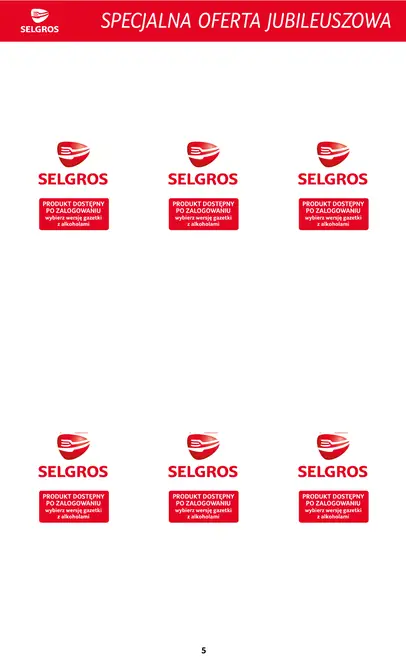 SELGROS
SPECJALNA OFERTA JUBILEUSZOWA
SELGROS
PRODUKT DOSTĘPNY
PO ZALOGOWANIU
wybierz wersję gazetki
z alkoholami
SELGROS
PRODUKT DOSTĘPNY
PO ZALOGOWANIU
wybierz wersję gazetki
z alkoholami
SELGROS
PRODUKT DOSTĘPNY
PO ZALOGOWANIU
wybierz wersję gazetki
z alkoholami
SELGROS
PRODUKT DOSTĘPNY
PO ZALOGOWANIU
wybierz wersję gazetki
z alkoholami
SELGROS
PRODUKT DOSTĘPNY
PO ZALOGOWANIU
wybierz wersję gazetki
z alkoholami
SELGROS
PRODUKT DOSTĘPNY
PO ZALOGOWANIU
wybierz wersję gazetki
z alkoholami
5